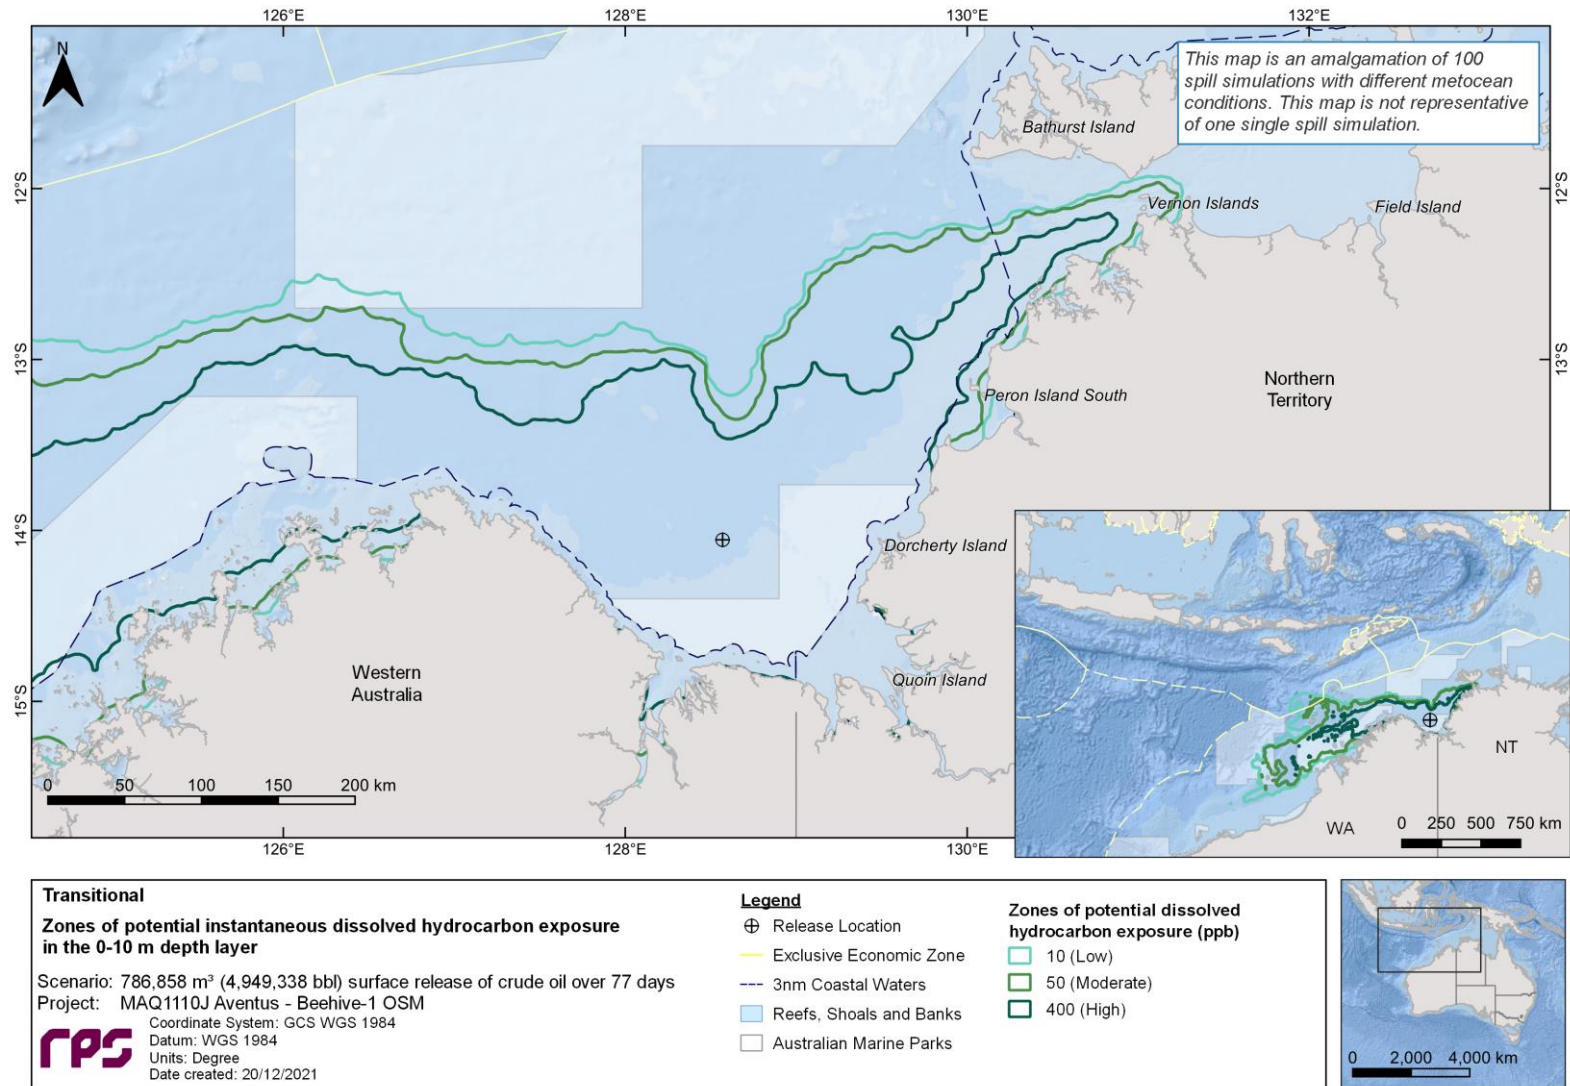 126°E
128°E
130°E
132°E
N
This map is an amalgamation of 100
spill simulations with different metocean
conditions. This map is not representative
of one single spill simulation.
Bathurst Island
12°S
12°S
Vernon Islands
Field Island
13°S
13°S
Northern
Territory
Peron Island South
14°S
Dorcherty Island
Western
Australia
Quoin Island
15°S
NT
WA
0 50 100 150 200 km
0 250 500 750 km
126°E
128°E
130°E
Transitional
Zones of potential instantaneous dissolved hydrocarbon exposure
in the 0-10 m depth layer
Scenario: 786,858 m³ (4,949,338 bbl) surface release of crude oil over 77 days
Project: MAQ1110J Aventus - Beehive-1 OSM
rps
Coordinate System: GCS WGS 1984
Datum: WGS 1984
Units: Degree
Date created: 20/12/2021
Legend
Release Location
Exclusive Economic Zone
3nm Coastal Waters
Reefs, Shoals and Banks
Australian Marine Parks
Zones of potential dissolved
hydrocarbon exposure (ppb)
10 (Low)
50 (Moderate)
400 (High)
0 2,000 4,000 km